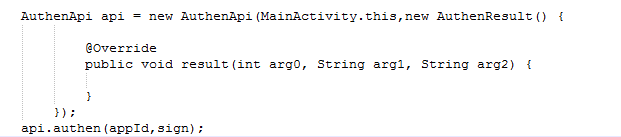 AuthenApi api = new AuthenApi(MainActivity.this,new AuthenResult() {
@Override
public void result(int arg0, String arg1, String arg2) {
}
});
api.authen(appId,sign);